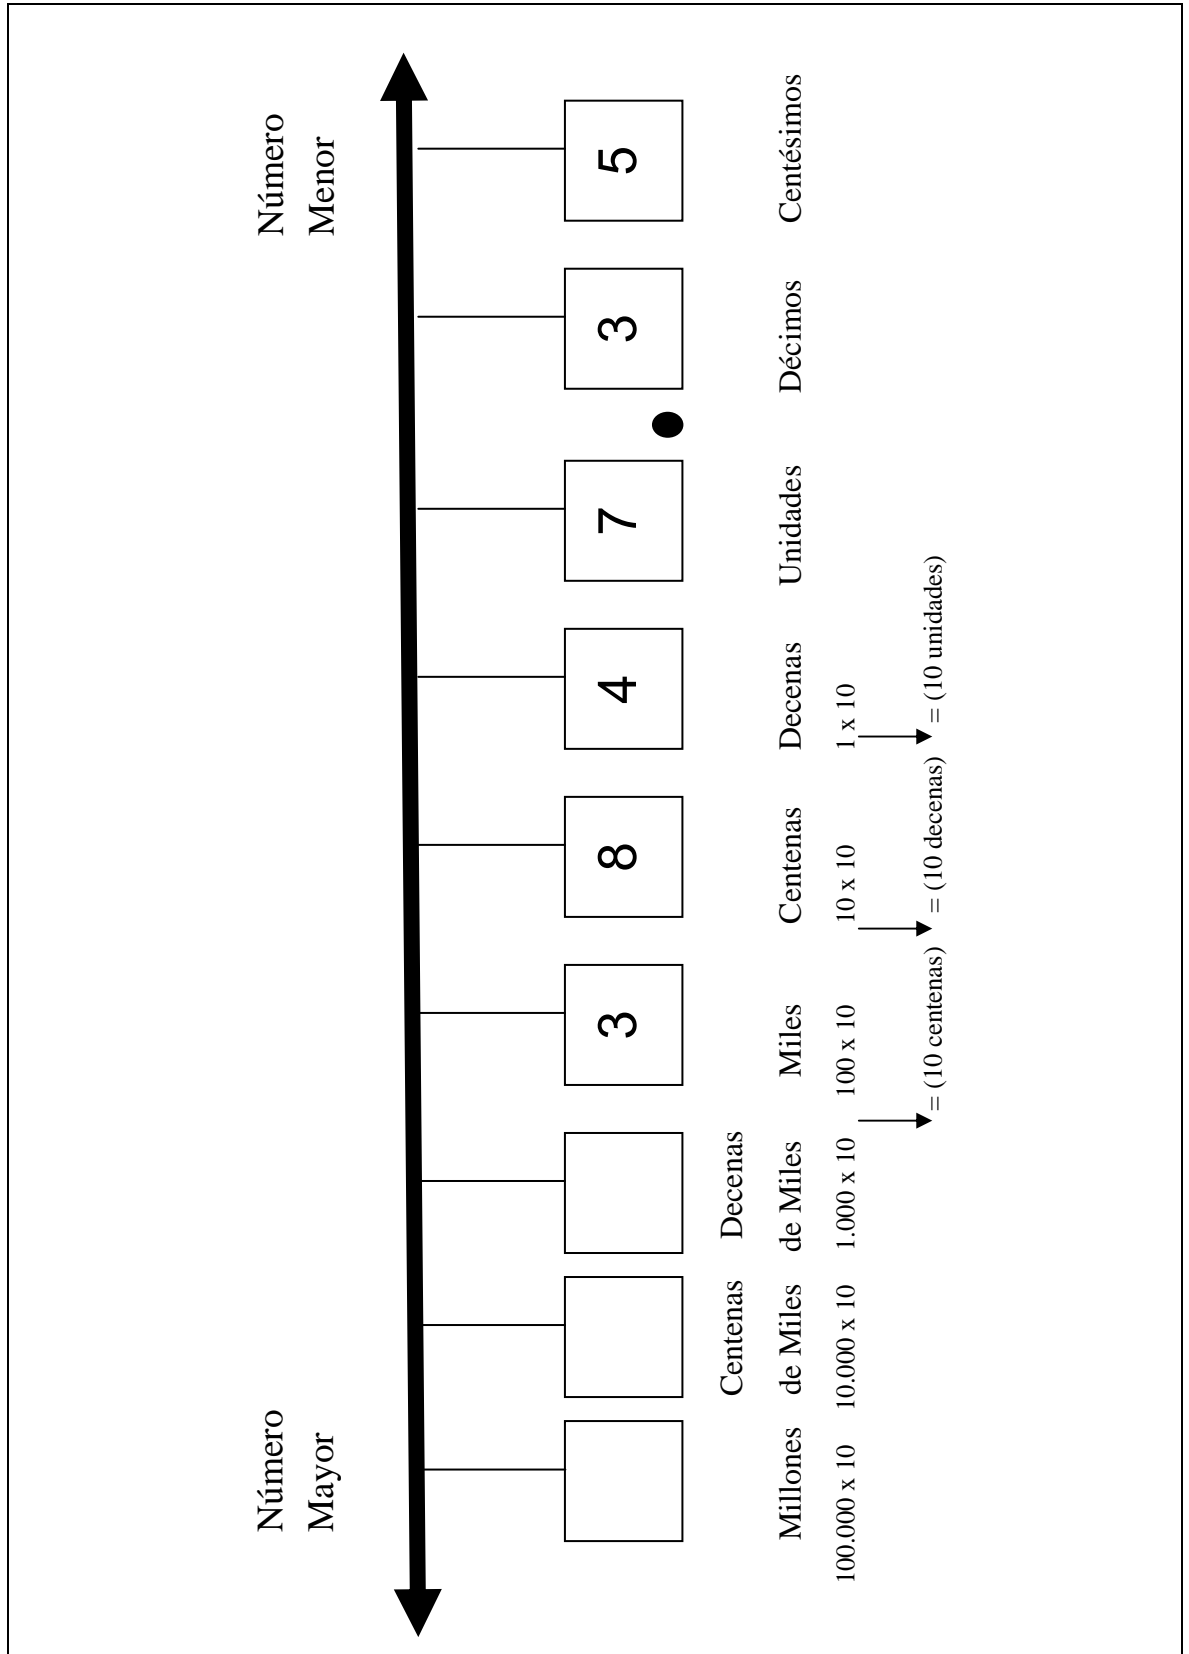 Número
Mayor
Número
Menor
3 8 4 7 . 3 5
Centenas Decenas
Millones de Miles de Miles Miles Centenas Decenas Unidades Décimos Centésimos
100.000 x 10 10.000 x 10 1.000 x 10 100 x 10 10 x 10 1 x 10
= (10 centenas) = (10 decenas) = (10 unidades)